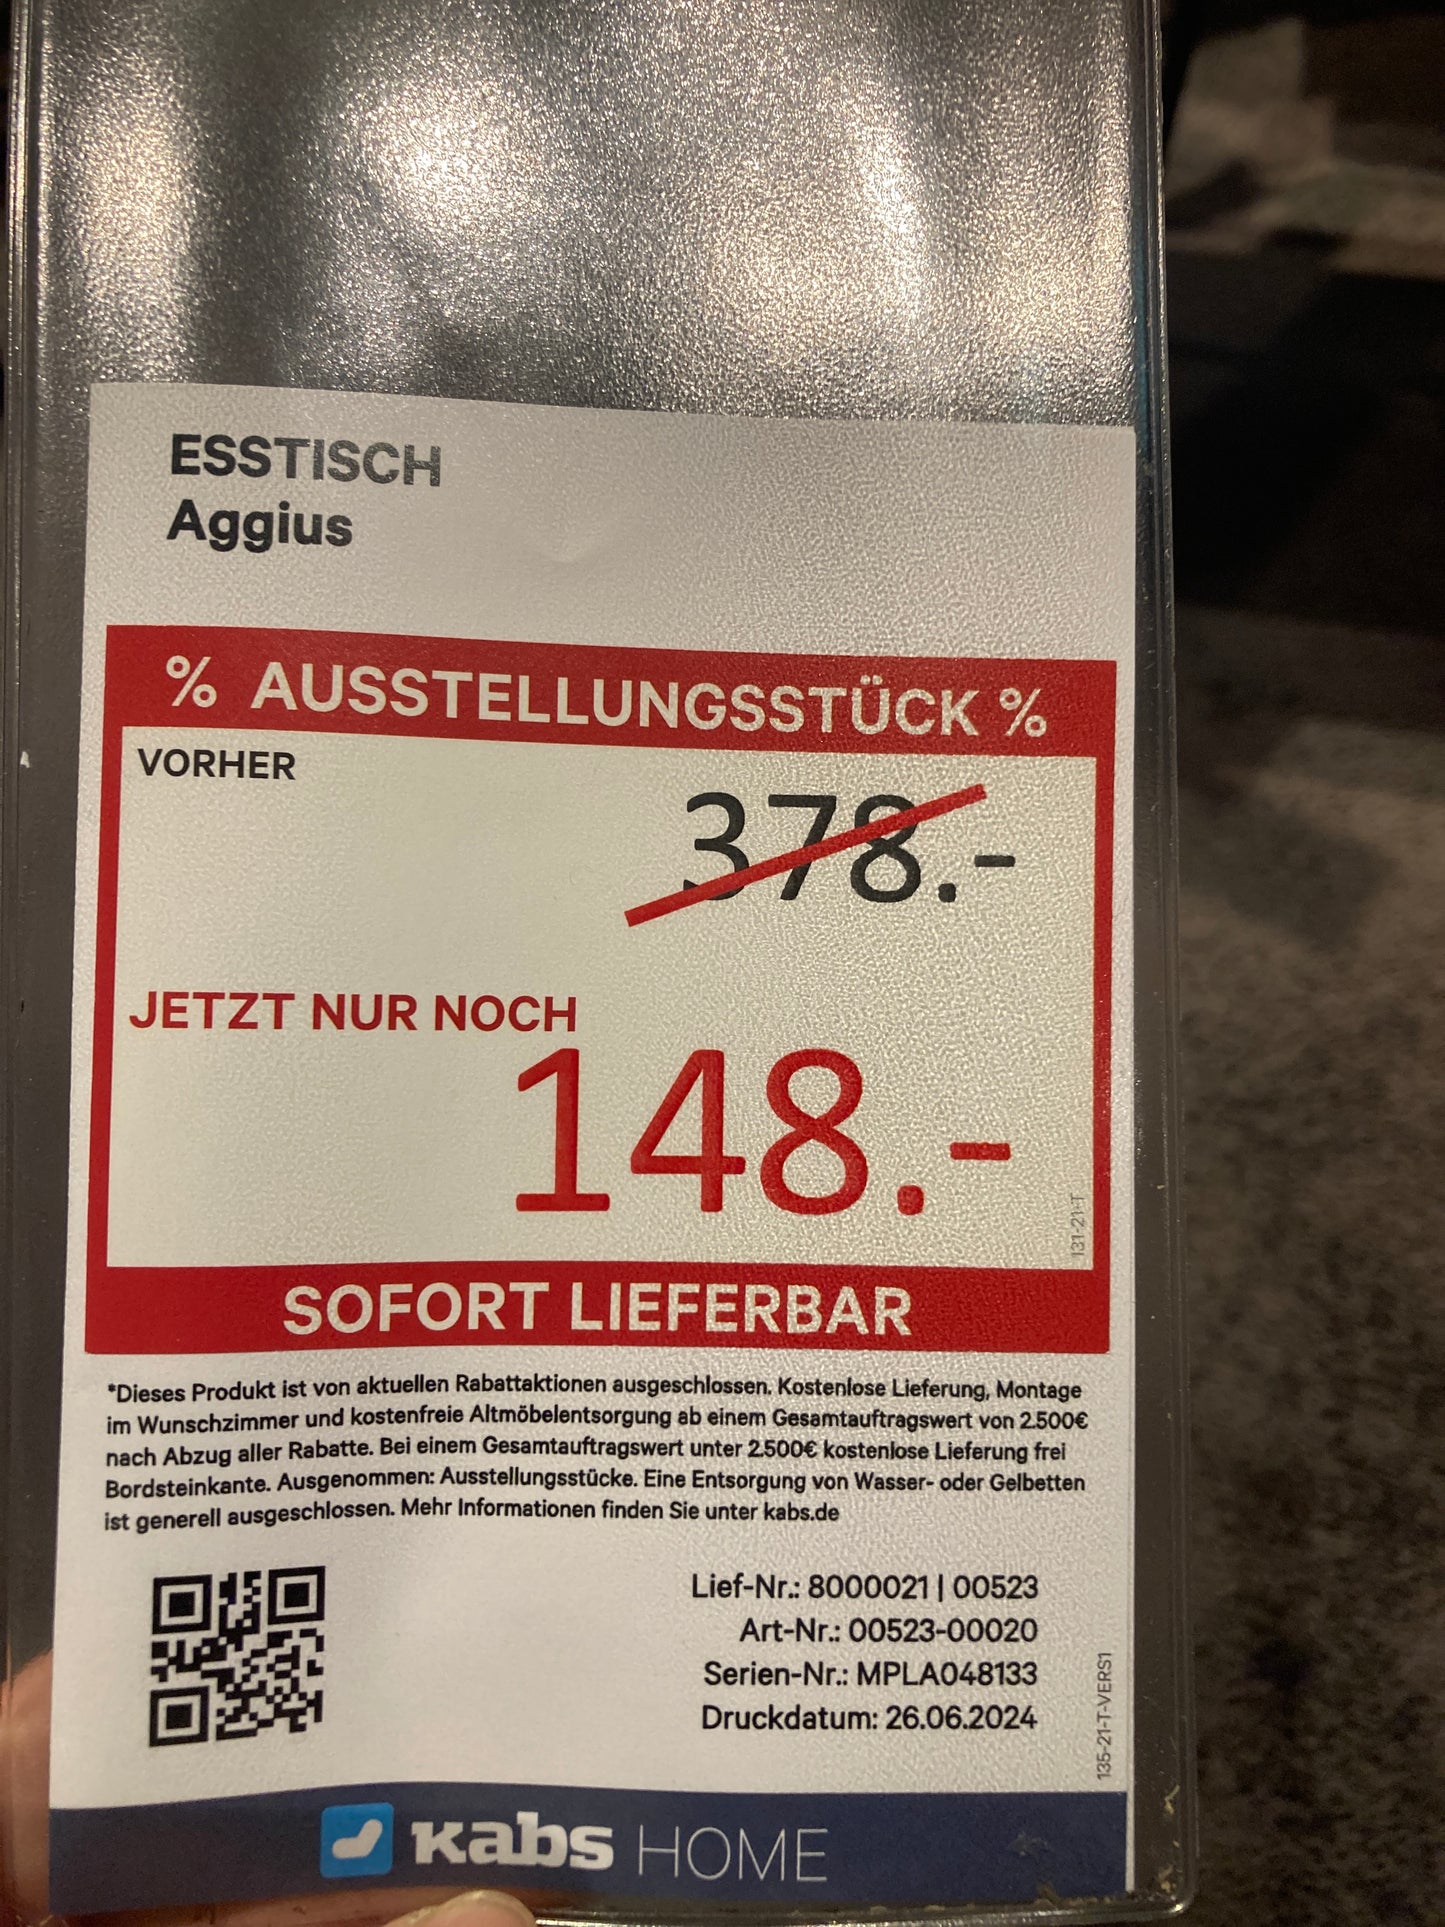 ESSTISCH
Aggius
% AUSSTELLUNGSSTÜCK %
VORHER
378.-
JETZT NUR NOCH
148.-
131-21-T
SOFORT LIEFERBAR
*Dieses Produkt ist von aktuellen Rabattaktionen ausgeschlossen. Kostenlose Lieferung, Montage
im Wunschzimmer und kostenfreie Altmöbelentsorgung ab einem Gesamtauftragswert von 2.500€
nach Abzug aller Rabatte. Bei einem Gesamtauftragswert unter 2.500€ kostenlose Lieferung frei
Bordsteinkante. Ausgenommen: Ausstellungsstücke. Eine Entsorgung von Wasser- oder Gelbetten
ist generell ausgeschlossen. Mehr Informationen finden Sie unter kabs.de
Lief-Nr.: 8000021 | 00523
Art-Nr.: 00523-00020
Serien-Nr.: MPLA048133
Druckdatum: 26.06.2024
135-21-T-VERS1
kabs HOME